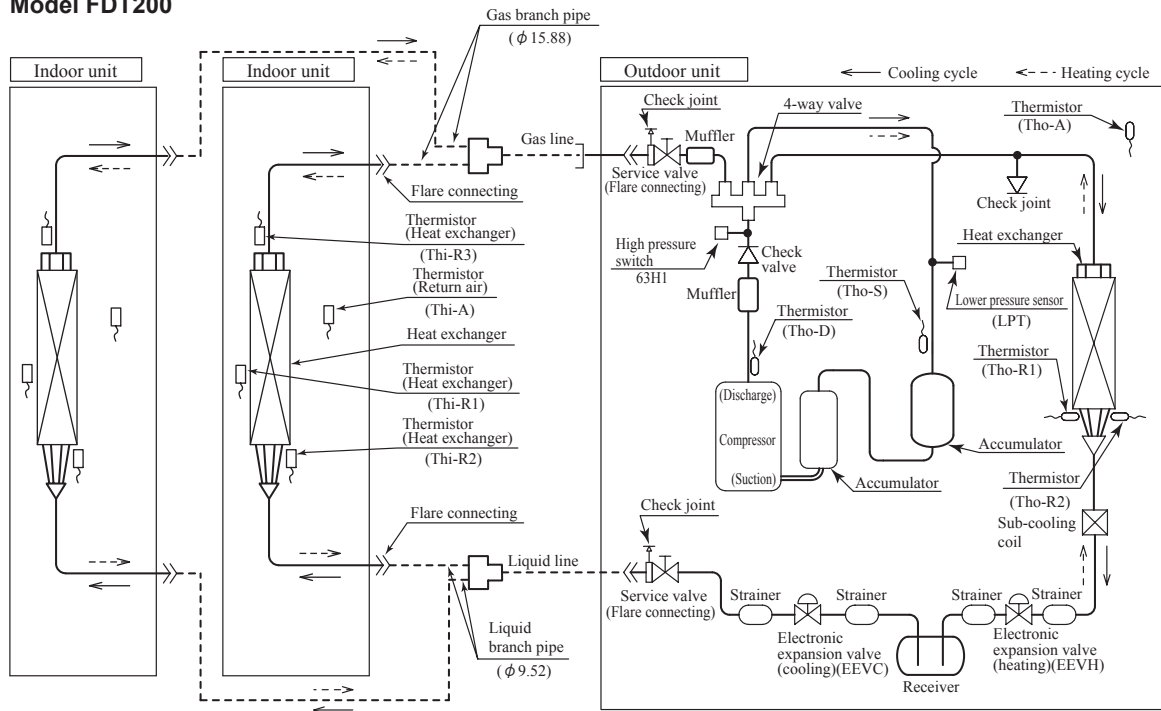 Model FDT200
Gas branch pipe
(ϕ15.88)
Indoor unit
Indoor unit
Outdoor unit
Cooling cycle
Heating cycle
Check joint
4-way valve
Thermistor
(Tho-A)
Gas line
Muffler
Service valve
(Flare connecting)
Check joint
Flare connecting
Thermistor
(Heat exchanger)
(Thi-R3)
Thermistor
(Return air)
(Thi-A)
Heat exchanger
Thermistor
(Heat exchanger)
(Thi-R1)
Thermistor
(Heat exchanger)
(Thi-R2)
High pressure
switch
63H1
Check
valve
Muffler
Thermistor
(Tho-D)
Thermistor
(Tho-S)
Heat exchanger
Lower pressure sensor
(LPT)
Thermistor
(Tho-R1)
(Discharge)
Compressor
(Suction)
Accumulator
Accumulator
Thermistor
(Tho-R2)
Sub-cooling
coil
Flare connecting
Check joint
Liquid line
Service valve
(Flare connecting)
Strainer
Strainer
Strainer
Strainer
Electronic
expansion valve
(cooling)(EEVC)
Electronic
expansion valve
(heating)(EEVH)
Receiver
Liquid
branch pipe
(ϕ9.52)